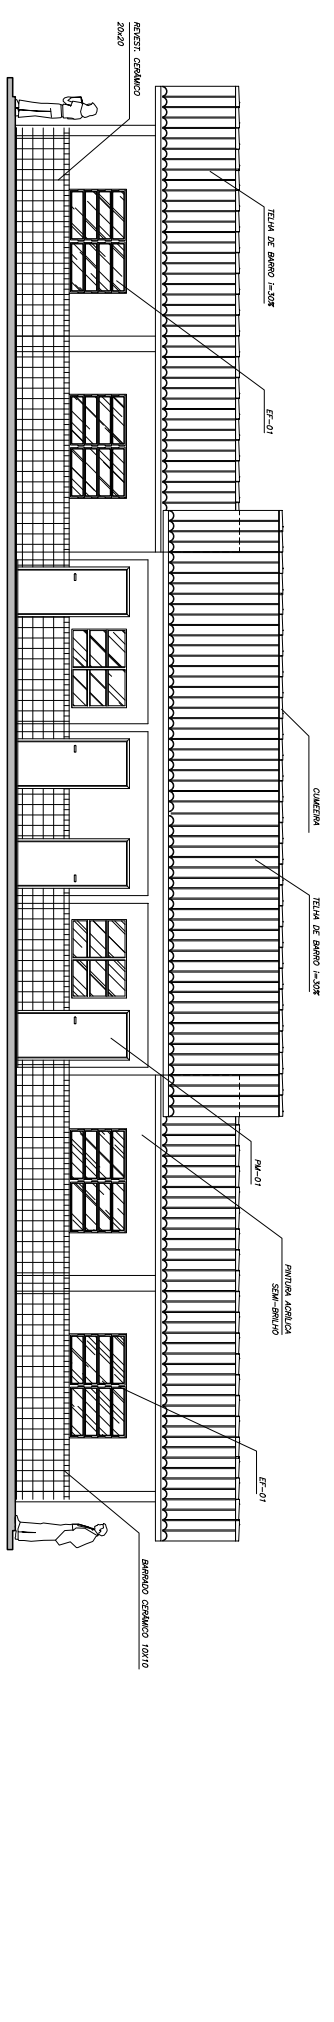 REVEST. CERÂMICO
20x20
TELHA DE BARRO i=30%
EF-01
CUMEEIRA
TELHA DE BARRO i=30%
PM-01
PINTURA ACRÍLICA
SEMI-BRILHO
EF-01
BARRADO CERÂMICO 10X10